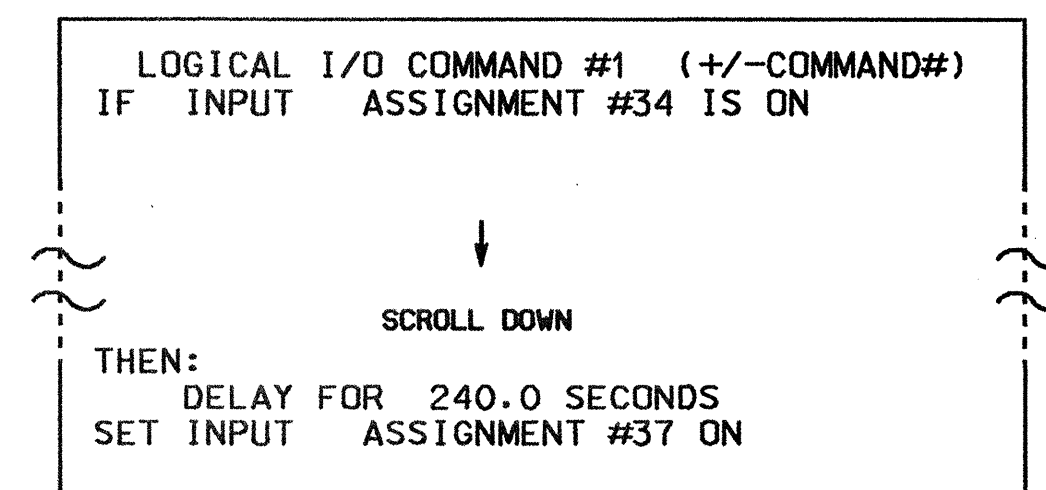 LOGICAL I/O COMMAND #1 (+/-COMMAND#)
IF INPUT ASSIGNMENT #34 IS ON
SCROLL DOWN
THEN:
DELAY FOR 240.0 SECONDS
SET INPUT ASSIGNMENT #37 ON